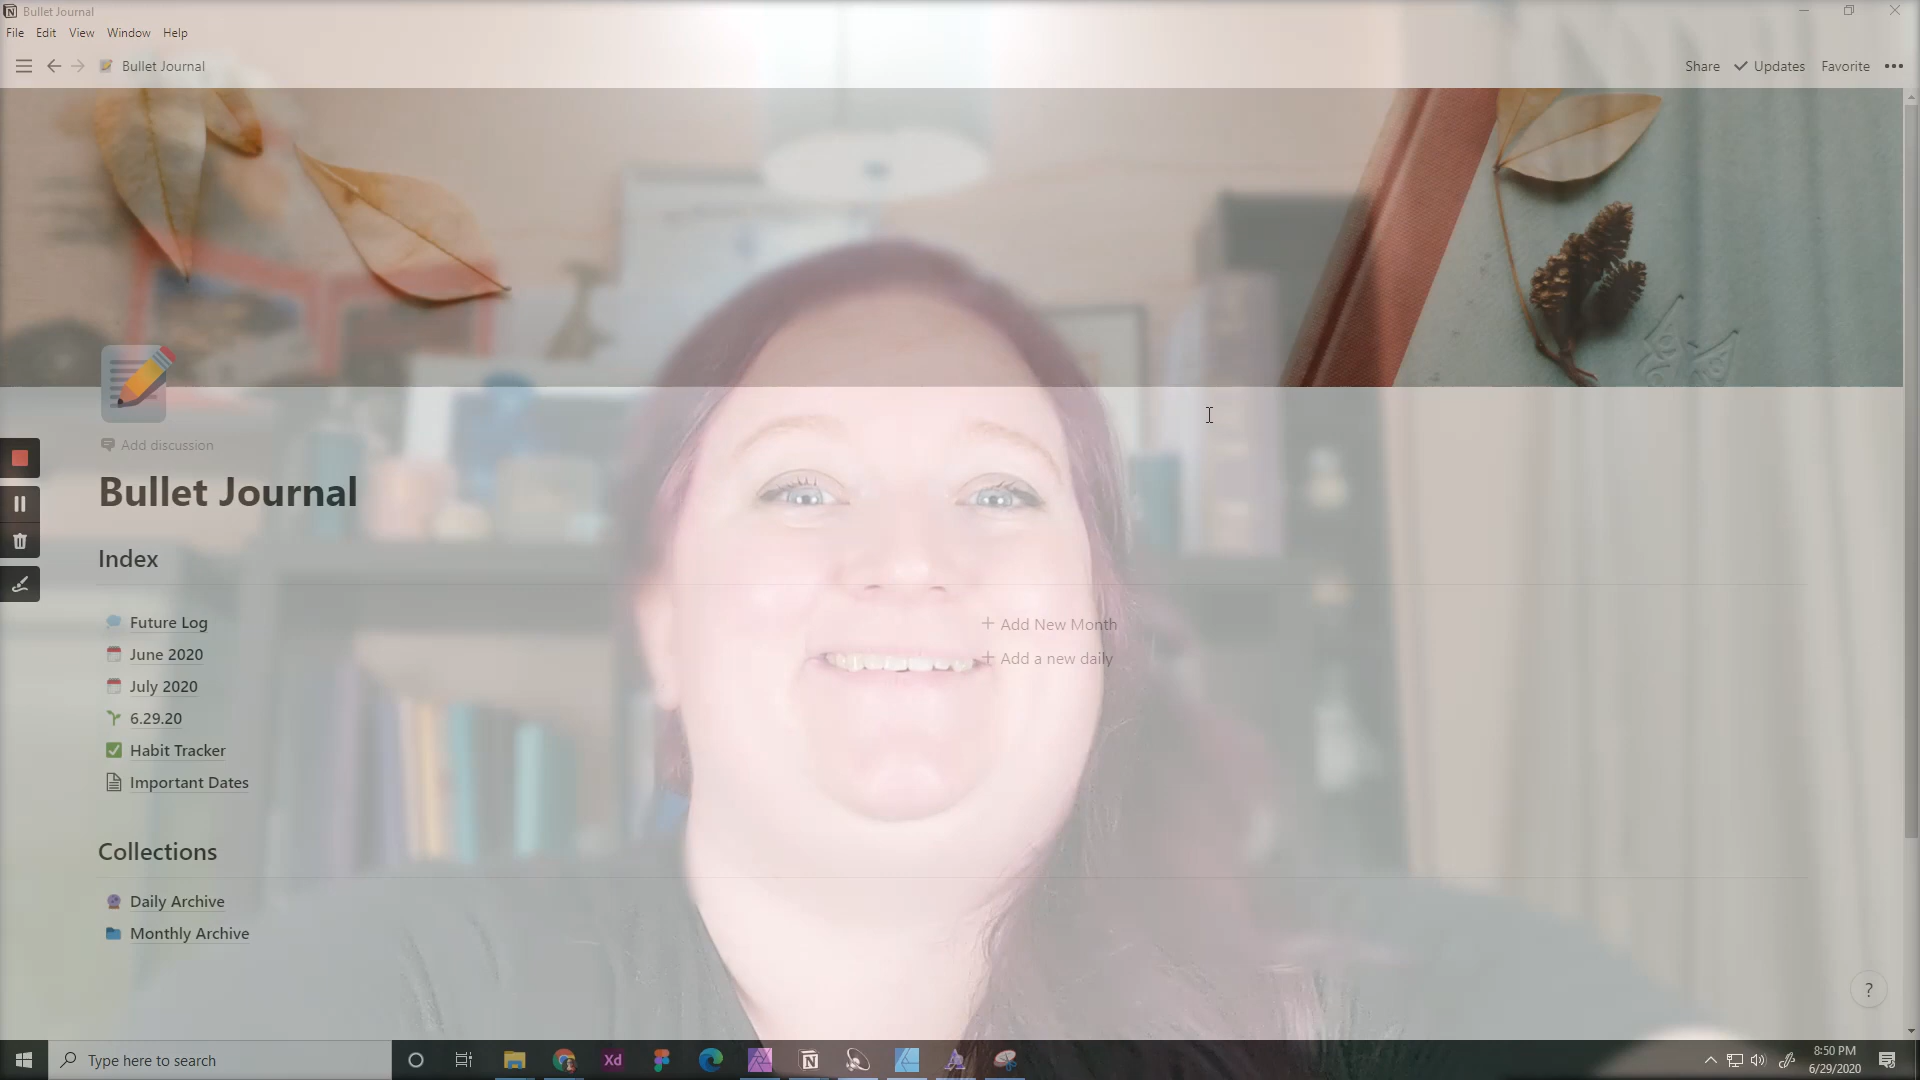 Bullet Journal
File Edit View Window Help
Bullet Journal
Share Updates Favorite
Add discussion
Bullet Journal
Index
Future Log
June 2020
July 2020
6.29.20
Habit Tracker
Important Dates
Add New Month
Add a new daily
Collections
Daily Archive
Monthly Archive
?
Type here to search
Xd
8:50 PM
6/29/2020